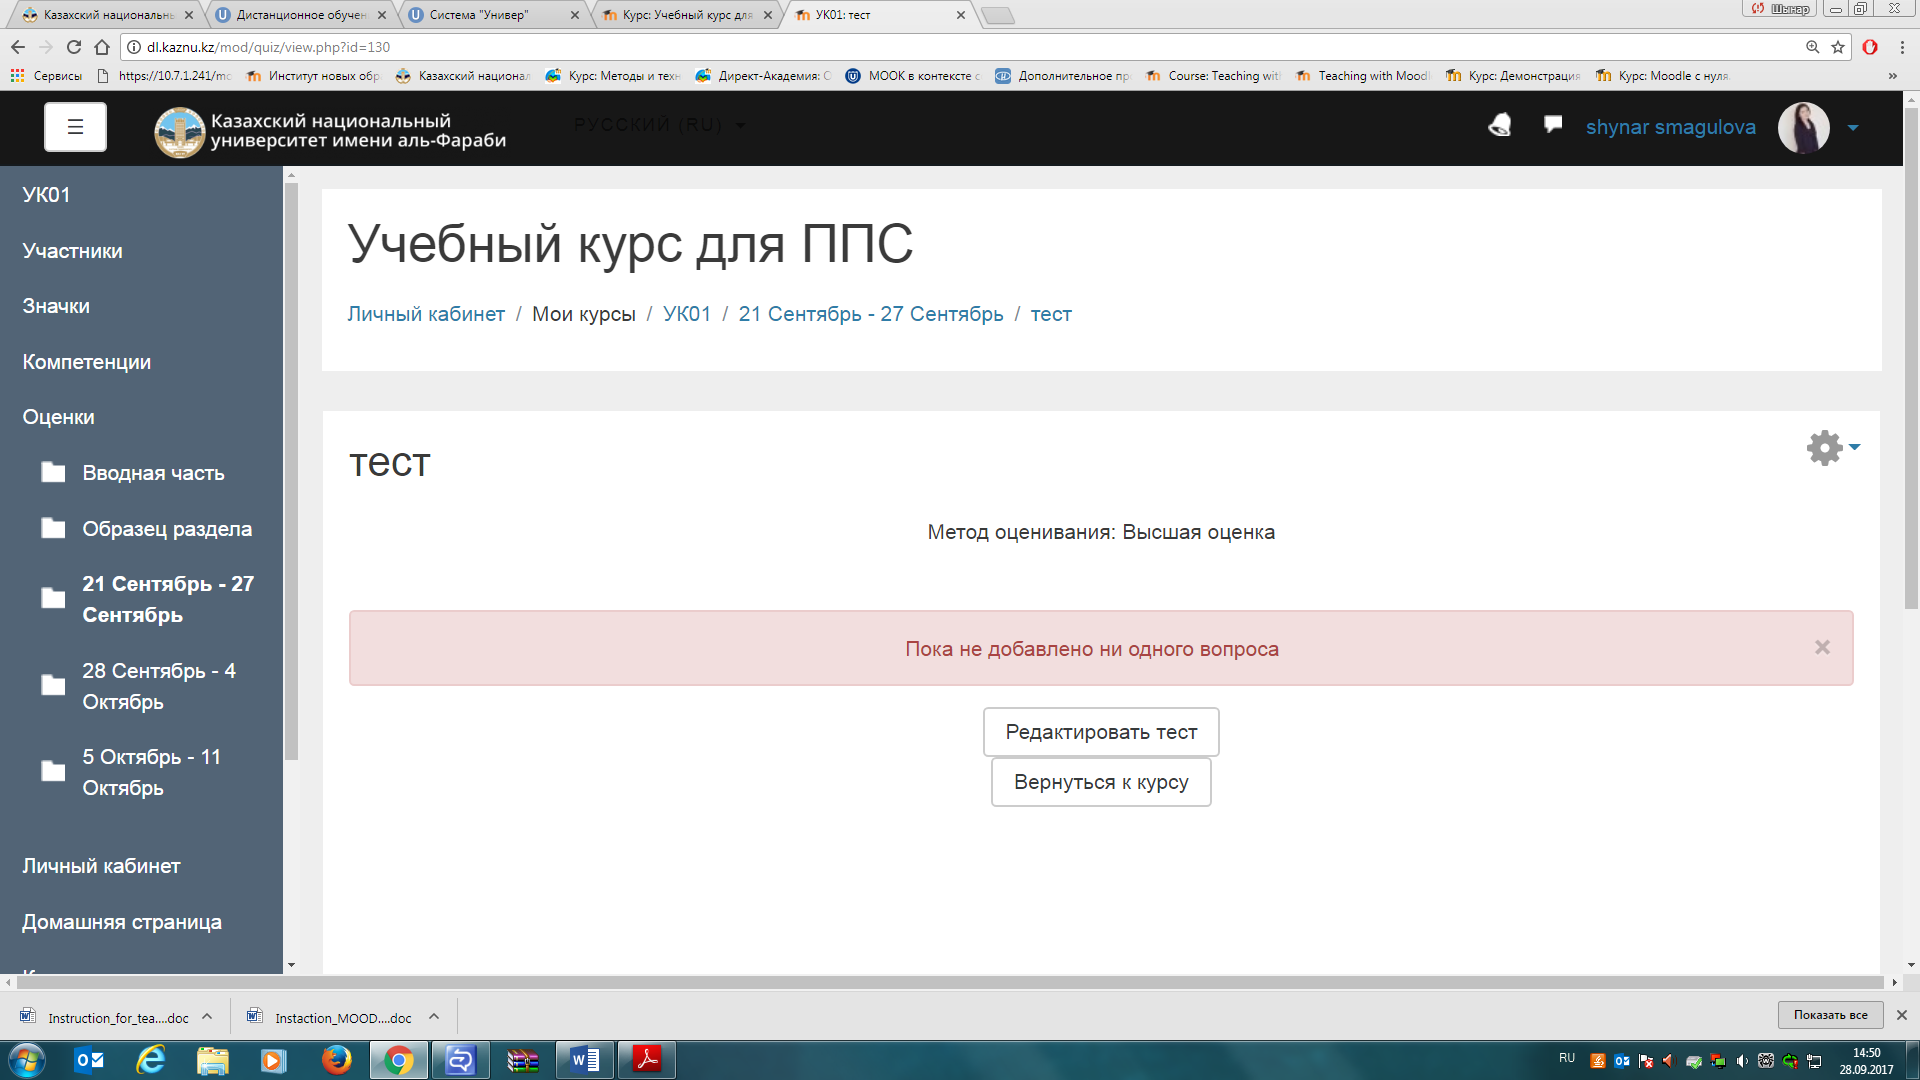 Казахский национальнь
Дистанционное обучен
Система "Универ"
Курс: Учебный курс для
УК01: тест
Шынар
dl.kaznu.kz/mod/quiz/view.php?id=130
Сервисы
https://10.7.1.241/mo
Институт новых обр
Казахский национал
Курс: Методы и техн
Директ-Академия: С
МООК в контексте с
Дополнительное пр
Course: Teaching wit
Teaching with Moodl
Курс: Демонстрация
Курс: Moodle с нуля
»
Казахский национальный
университет имени аль-Фараби
РУССКИЙ (RU)
shynar smagulova
УК01
Участники
Значки
Компетенции
Оценки
Вводная часть
Образец раздела
21 Сентябрь - 27
Сентябрь
28 Сентябрь - 4
Октябрь
5 Октябрь - 11
Октябрь
Личный кабинет
Домашняя страница
Учебный курс для ППС
Личный кабинет / Мои курсы / УК01 / 21 Сентябрь - 27 Сентябрь / тест
тест
Метод оценивания: Высшая оценка
Пока не добавлено ни одного вопроса
×
Редактировать тест
Вернуться к курсу
Instruction_for_tea....doc
Instaction_MOOD....doc
Показать все
RU
14:50
28.09.2017